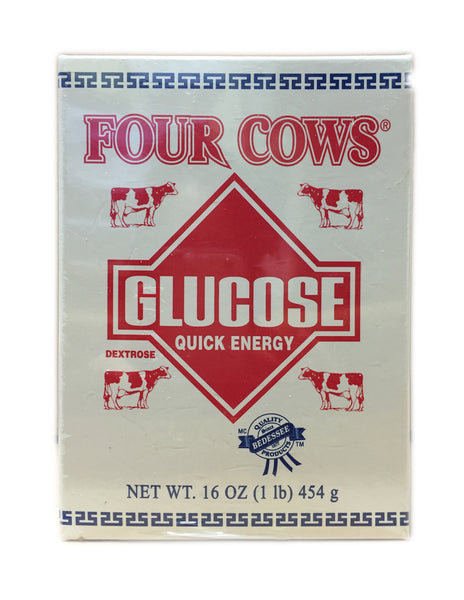 FOUR COWS®
GLUCOSE
QUICK ENERGY
DEXTROSE
MC
QUALITY
BEDESSEE
PRODUCTS
TM
NET WT. 16 OZ (1 lb) 454 g